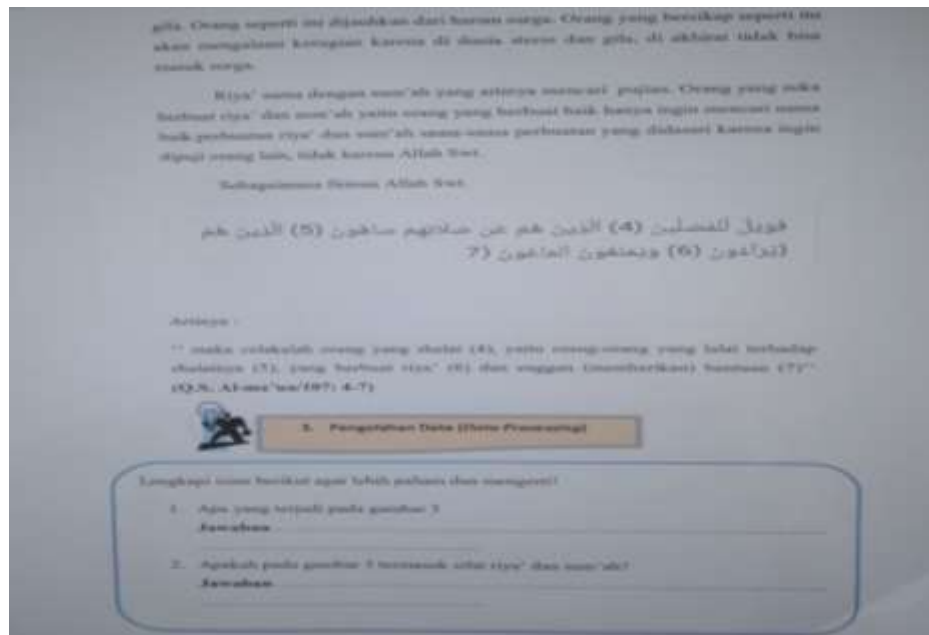 gila. Orang seperti ini dijauhkan dari harum surga. Orang yang bersikap seperti ini
akan mengalami kerugian karena di dunia stress dan gila, di akhirat tidak bisa
masuk surga.
Riya' sama dengan sum'ah yang artinya mencari pujian. Orang yang suka
berbuat riya' dan sum'ah yaitu orang yang berbuat baik hanya ingin mencari nama
baik.perbuatan riya' dan sum'ah sama-sama perbuatan yang didasari karena ingin
dipuji orang lain, tidak karena Allah Swt.
Sebagaimana firman Allah Swt.
فويل للمصلين (4) الذين هم عن صلاتهم ساهون (5) الذين هم
(يراءون (6) ويمنعون الماعون (7
Artinya :
" maka celakalah orang yang shalat (4), yaitu orang-orang yang lalai terhadap
shalatnya (5), yang berbuat riya' (6) dan enggan (memberikan) bantuan (7)"
(Q.S. Al-ma'un/107: 4-7)
3. Pengolahan Data (Data Processing)
Lengkapi soal berikut agar lebih paham dan mengerti!
1. Apa yang terjadi pada gambar 3
Jawaban
2. Apakah pada gambar 3 termasuk sifat riya' dan sum'ah?
Jawaban